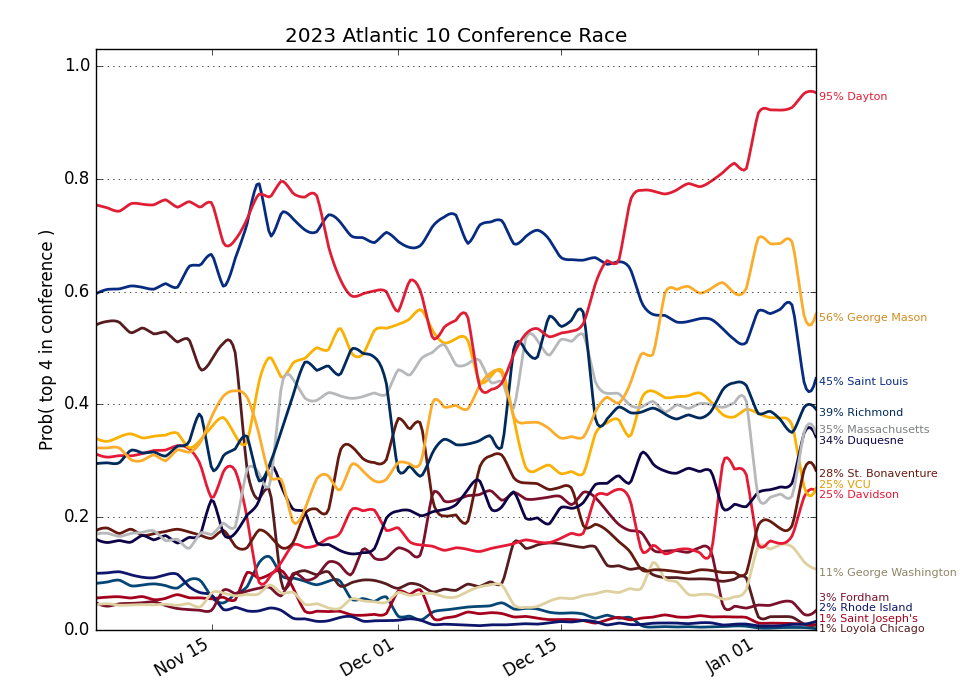 2023 Atlantic 10 Conference Race
Prob( top 4 in conference )
1.0
0.8
0.6
0.4
0.2
0.0
Nov 15
Dec 01
Dec 15
Jan 01
95% Dayton
56% George Mason
45% Saint Louis
39% Richmond
35% Massachusetts
34% Duquesne
28% St. Bonaventure
25% VCU
25% Davidson
11% George Washington
3% Fordham
2% Rhode Island
1% Saint Joseph's
1% Loyola Chicago